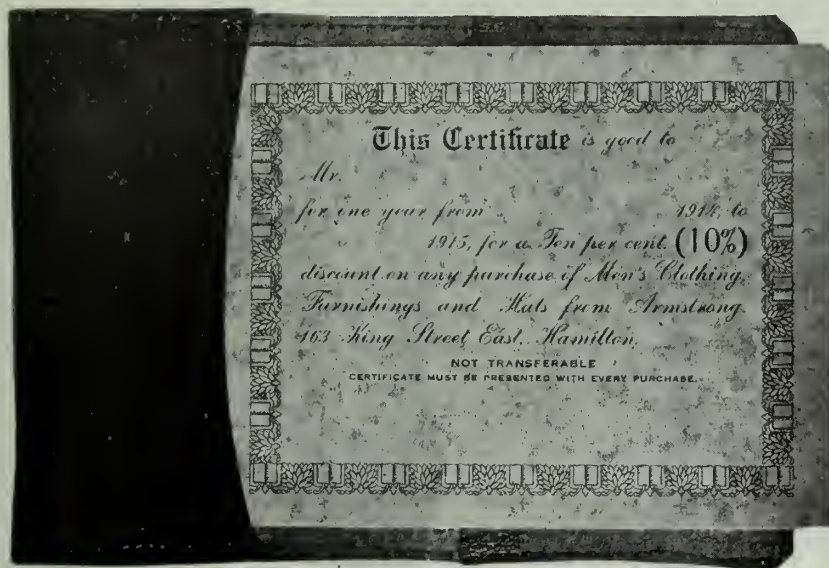 This Certificate is good to
Mr.
for one year from 1914, to
1915, for a Ten per cent. (10%)
discount on any purchase of Men's Clothing,
Furnishings and Hats from Armstrong
163 King Street East, Hamilton.
NOT TRANSFERABLE
CERTIFICATE MUST BE PRESENTED WITH EVERY PURCHASE.